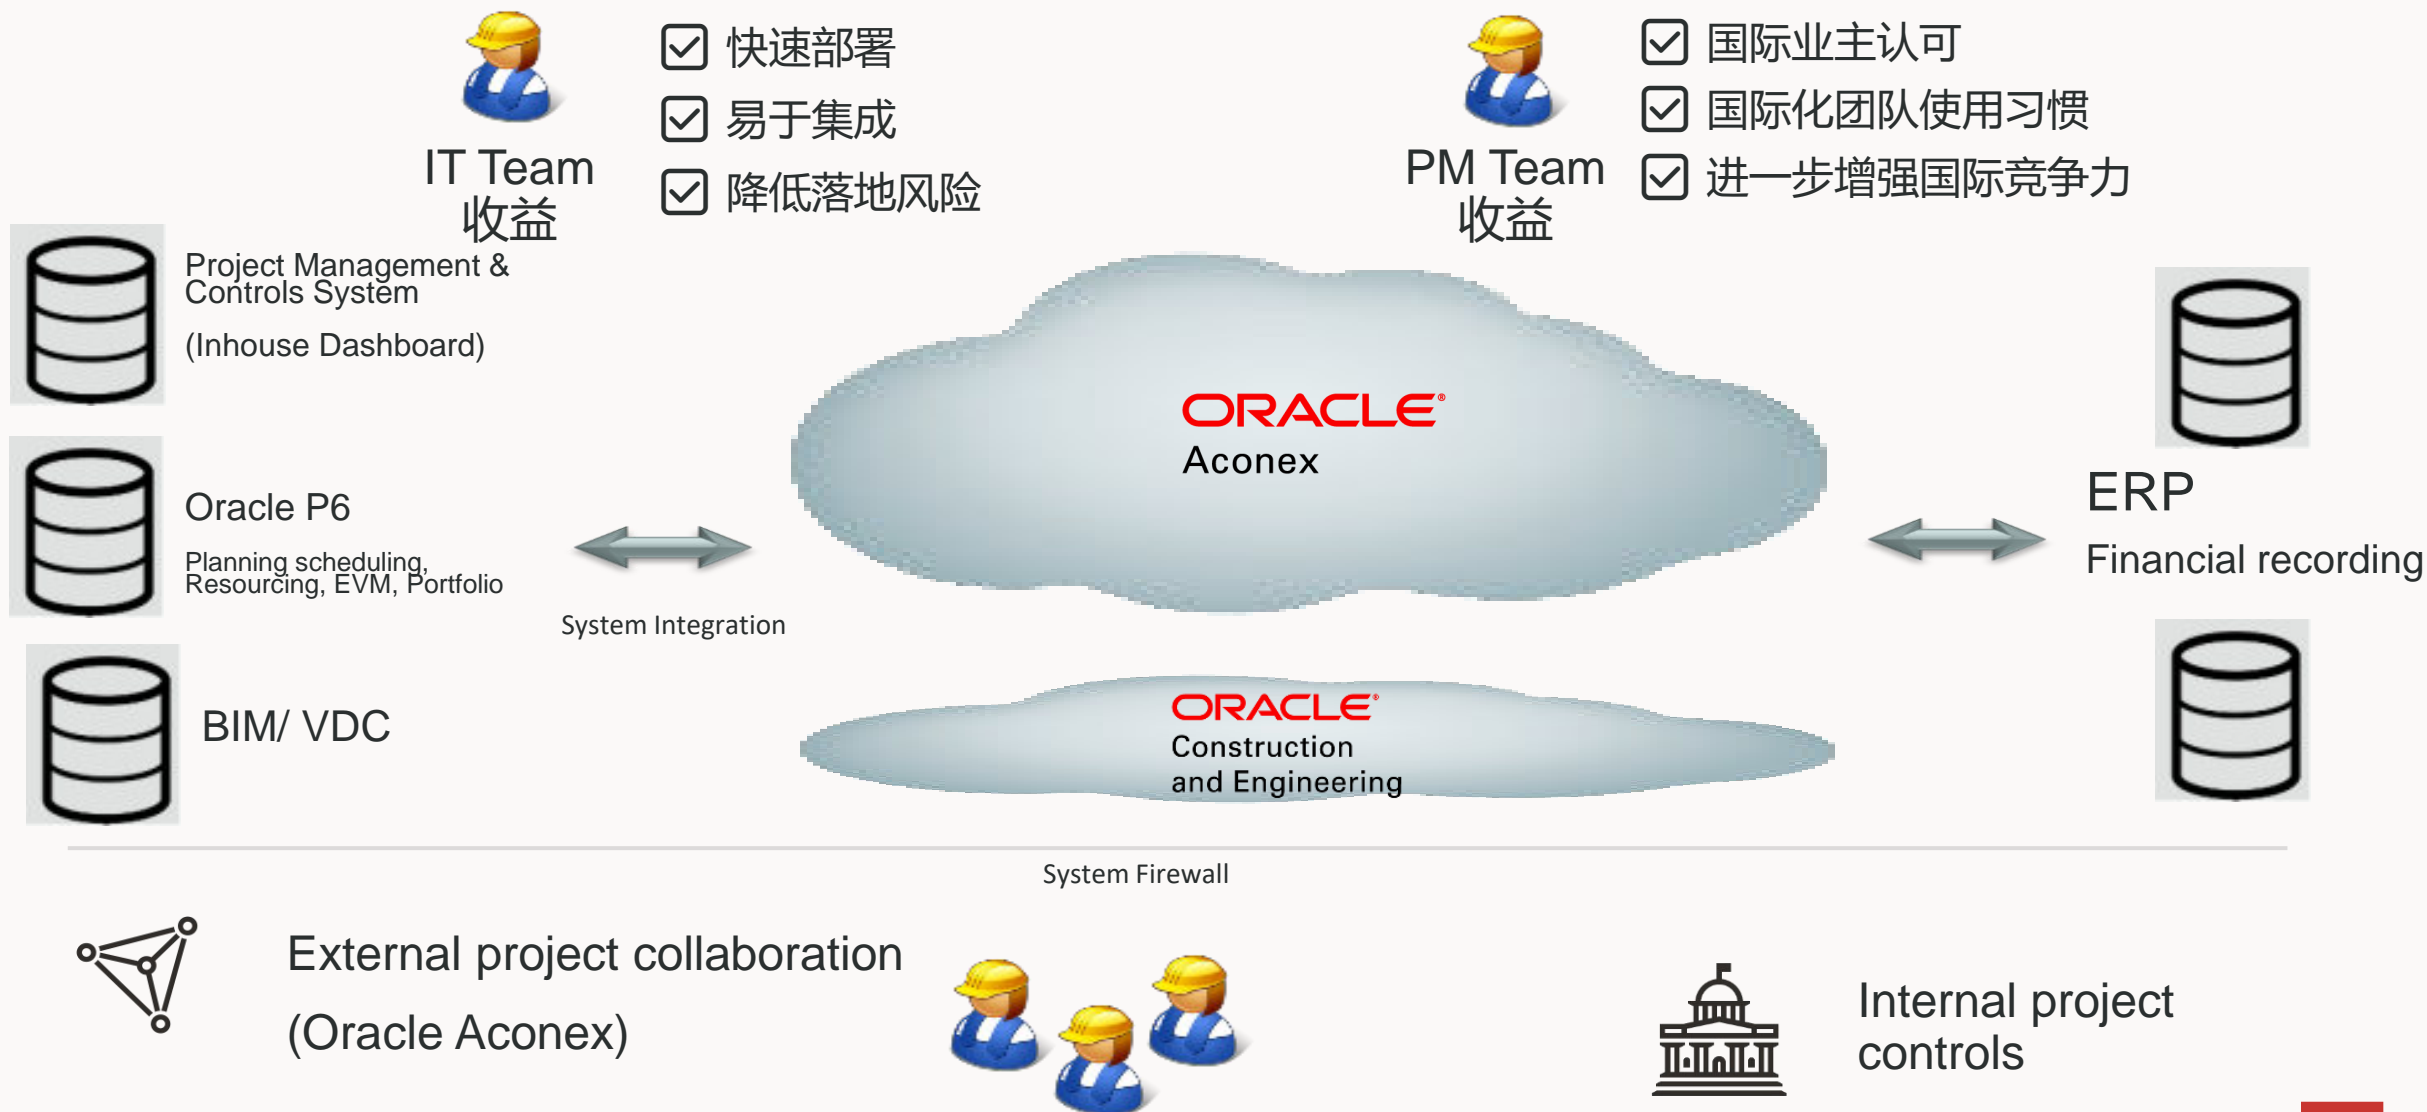 IT Team
收益
快速部署
易于集成
降低落地风险
PM Team
收益
国际业主认可
国际化团队使用习惯
进一步增强国际竞争力
Project Management &
Controls System
(Inhouse Dashboard)
Oracle P6
Planning scheduling,
Resourcing, EVM, Portfolio
BIM/ VDC
System Integration
ORACLE®
Aconex
ORACLE®
Construction
and Engineering
ERP
Financial recording
System Firewall
External project collaboration
(Oracle Aconex)
Internal project
controls